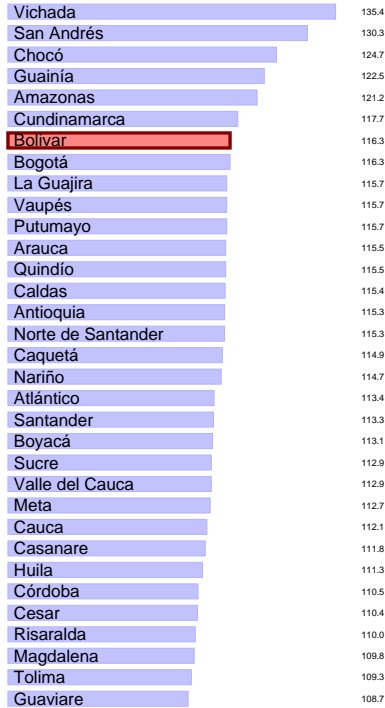 Vichada 135.4
San Andrés 130.3
Chocó 124.7
Guainía 122.5
Amazonas 121.2
Cundinamarca 117.7
Bolivar 116.3
Bogotá 116.3
La Guajira 115.7
Vaupés 115.7
Putumayo 115.7
Arauca 115.5
Quindío 115.5
Caldas 115.4
Antioquia 115.3
Norte de Santander 115.3
Caquetá 114.9
Nariño 114.7
Atlántico 113.4
Santander 113.3
Boyacá 113.1
Sucre 112.9
Valle del Cauca 112.9
Meta 112.7
Cauca 112.1
Casanare 111.8
Huila 111.3
Córdoba 110.5
Cesar 110.4
Risaralda 110.0
Magdalena 109.8
Tolima 109.3
Guaviare 108.7